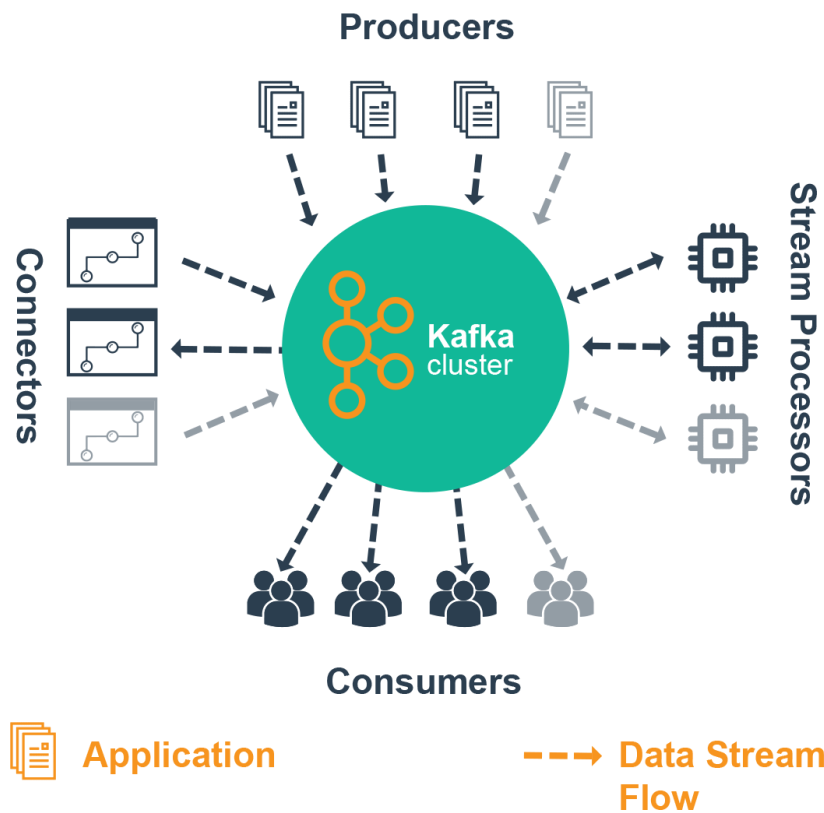 Producers
Connectors
Stream Processors
Kafka
cluster
Consumers
Application
Data Stream
Flow